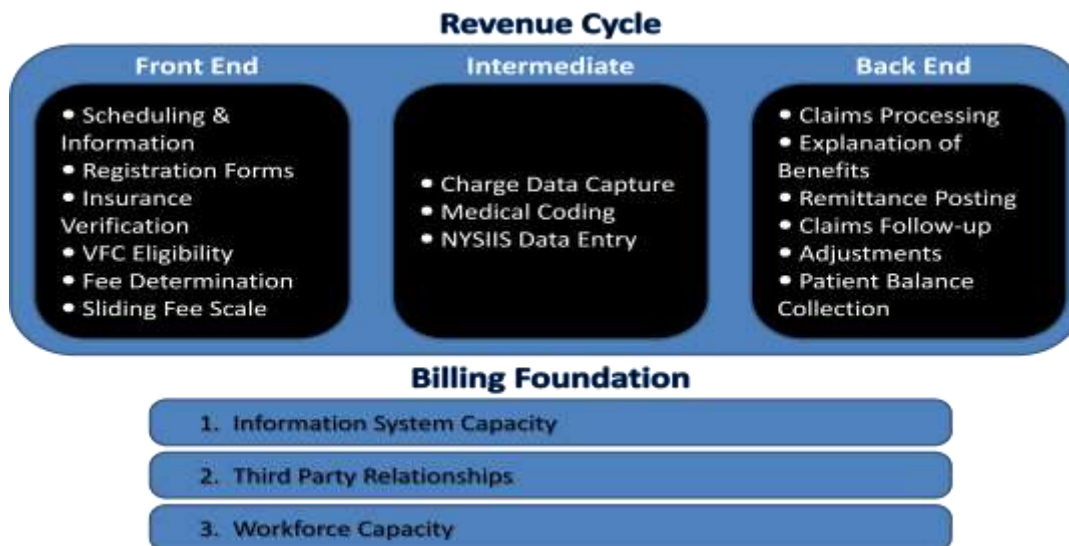 Revenue Cycle
Front End
• Scheduling &
Information
• Registration Forms
• Insurance
Verification
• VFC Eligibility
• Fee Determination
• Sliding Fee Scale
Intermediate
• Charge Data Capture
• Medical Coding
• NYSIIS Data Entry
Back End
• Claims Processing
• Explanation of
Benefits
• Remittance Posting
• Claims Follow-up
• Adjustments
• Patient Balance
Collection
Billing Foundation
1. Information System Capacity
2. Third Party Relationships
3. Workforce Capacity